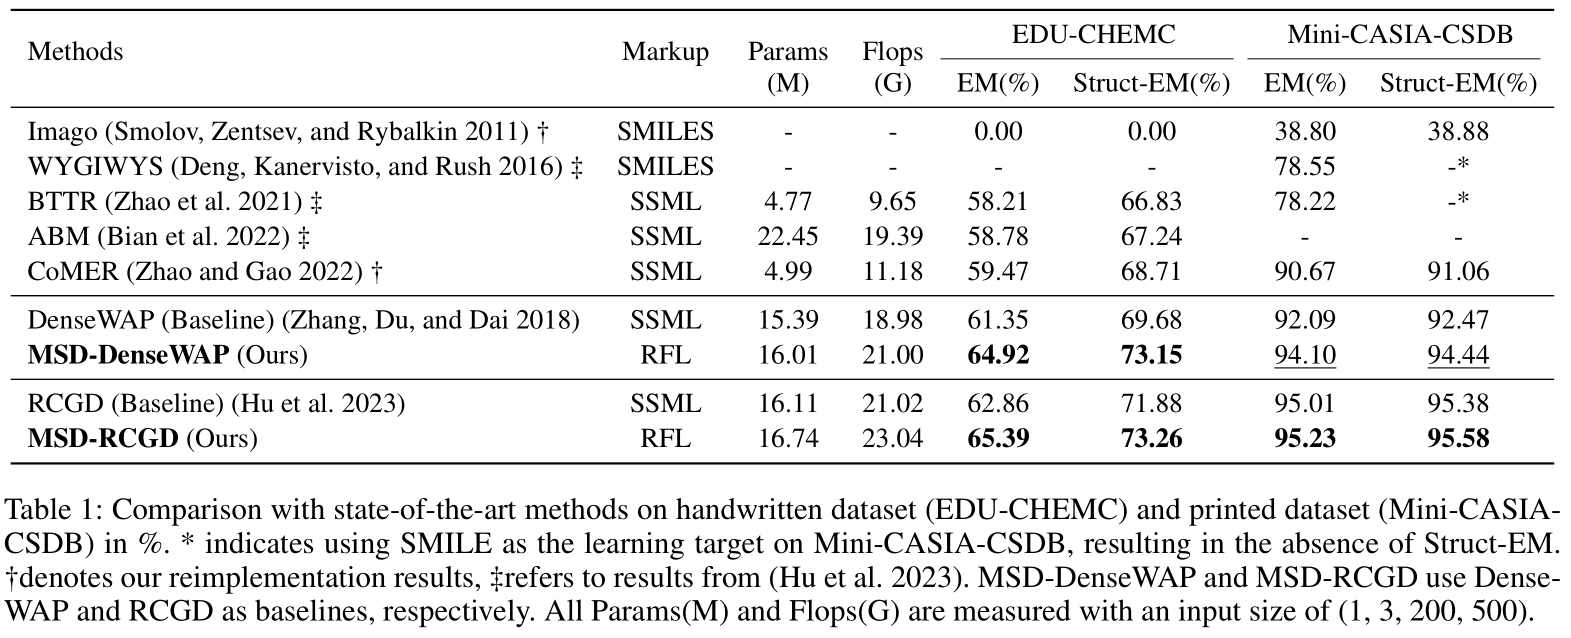 Methods Markup Params (M) Flops (G) EDU-CHEMC Mini-CASIA-CSDB
EM(%) Struct-EM(%) EM(%) Struct-EM(%)
Imago (Smolov, Zentsev, and Rybalkin 2011) † SMILES - - 0.00 0.00 38.80 38.88
WYGIWYS (Deng, Kanervisto, and Rush 2016) ‡ SMILES - - - - 78.55 -*
BTTR (Zhao et al. 2021) ‡ SSML 4.77 9.65 58.21 66.83 78.22 -*
ABM (Bian et al. 2022) ‡ SSML 22.45 19.39 58.78 67.24 - -
CoMER (Zhao and Gao 2022) † SSML 4.99 11.18 59.47 68.71 90.67 91.06
DenseWAP (Baseline) (Zhang, Du, and Dai 2018) SSML 15.39 18.98 61.35 69.68 92.09 92.47
MSD-DenseWAP (Ours) RFL 16.01 21.00 64.92 73.15 94.10 94.44
RCGD (Baseline) (Hu et al. 2023) SSML 16.11 21.02 62.86 71.88 95.01 95.38
MSD-RCGD (Ours) RFL 16.74 23.04 65.39 73.26 95.23 95.58
Table 1: Comparison with state-of-the-art methods on handwritten dataset (EDU-CHEMC) and printed dataset (Mini-CASIA-
CSDB) in %. * indicates using SMILE as the learning target on Mini-CASIA-CSDB, resulting in the absence of Struct-EM.
†denotes our reimplementation results, ‡refers to results from (Hu et al. 2023). MSD-DenseWAP and MSD-RCGD use Dense-
WAP and RCGD as baselines, respectively. All Params(M) and Flops(G) are measured with an input size of (1, 3, 200, 500).